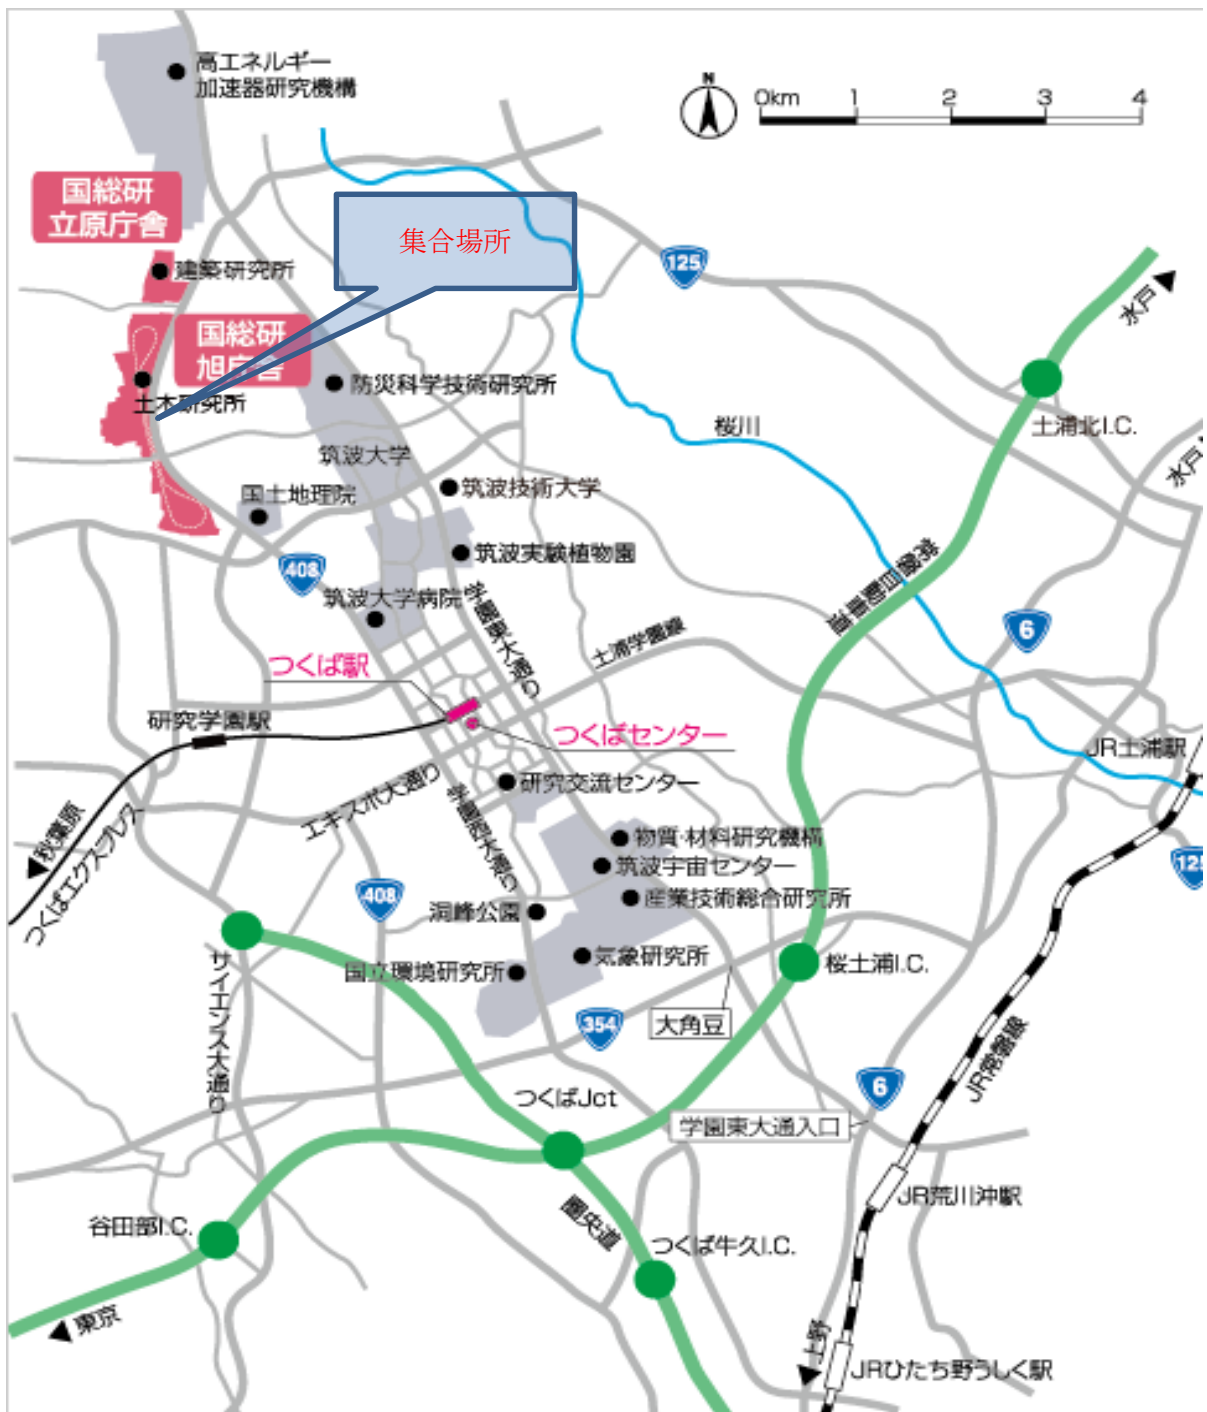 高エネルギー
加速器研究機構
N
0km 1 2 3 4
国総研
立原庁舎
集合場所
125
建築研究所
水戸
国総研
旭庁舎
防災科学技術研究所
土木研究所
桜川
土浦北I.C.
水戸
筑波大学
筑波技術大学
国土地理院
筑波実験植物園
常磐自動車道
408
筑波大学病院
学園東大通り
土浦学園線
6
つくば駅
研究学園駅
つくばセンター
JR土浦駅
研究交流センター
エキスポ大通り
学園西大通り
秋葉原
つくばエクスプレス
物質・材料研究機構
筑波宇宙センター
125
408
産業技術総合研究所
洞峰公園
気象研究所
国立環境研究所
桜土浦I.C.
サイエンス大通り
354
大角豆
JR常磐線
6
つくばJct
学園東大通入口
JR荒川沖駅
谷田部I.C.
圏央道
つくば牛久I.C.
東京
上野
JRひたち野うしく駅